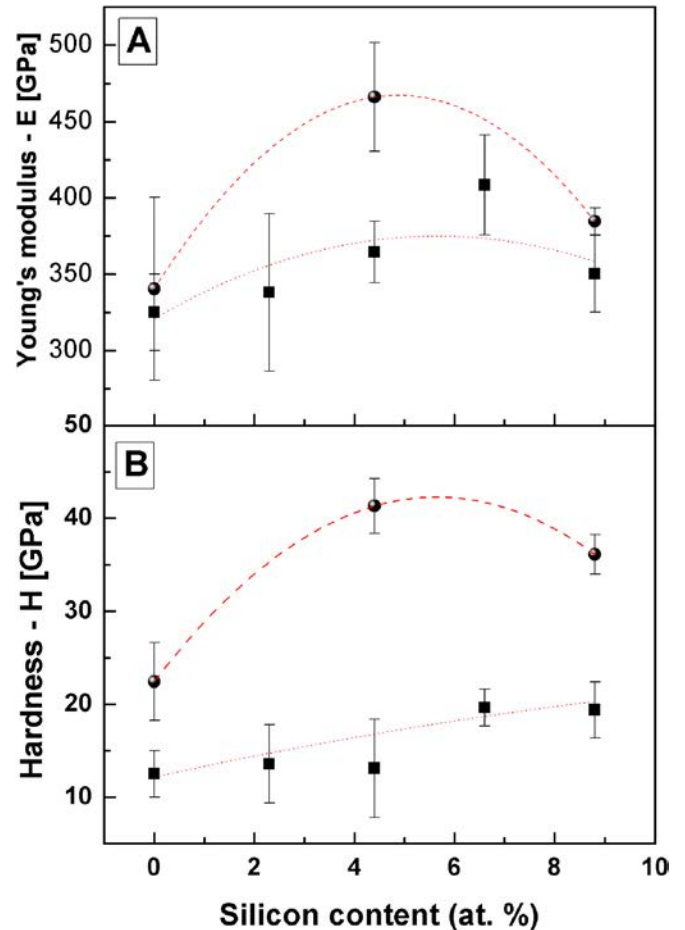 A
Young's modulus - E [GPa]
500
450
400
350
300
50
B
Hardness - H [GPa]
40
30
20
10
0 2 4 6 8 10
Silicon content (at. %)